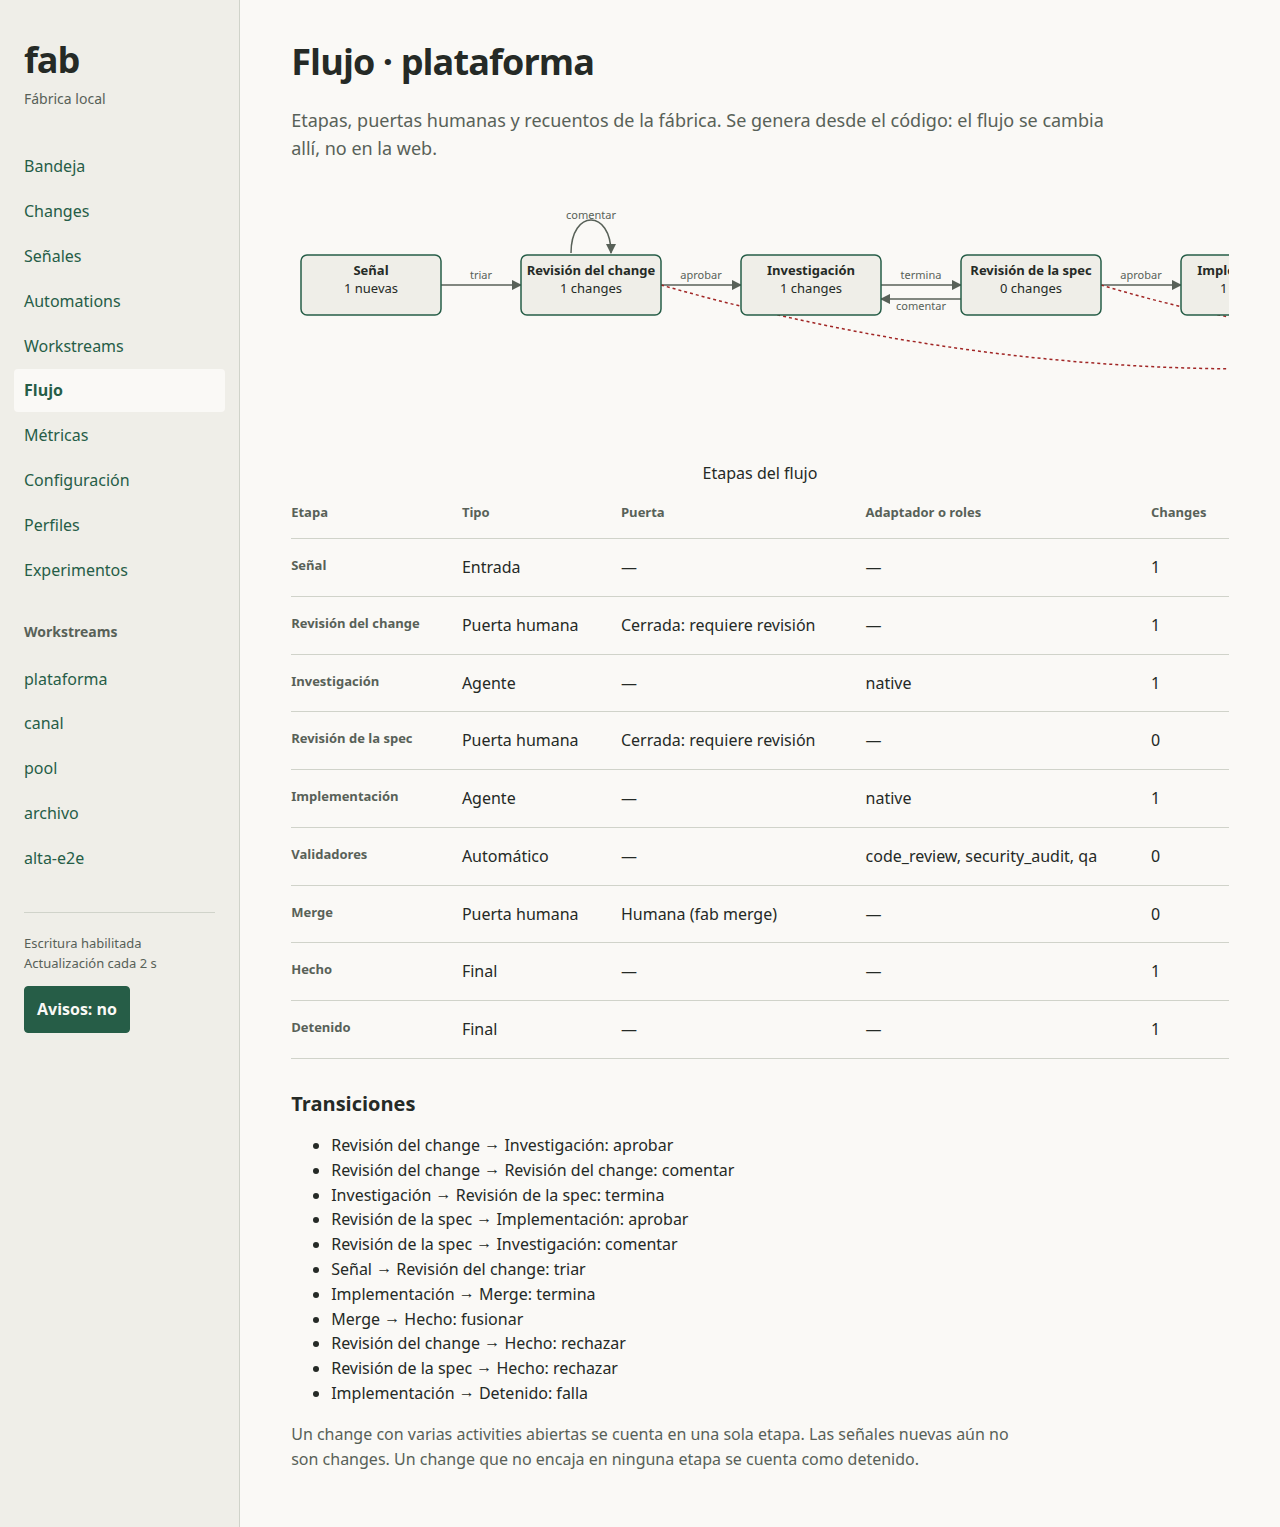 fab
Fábrica local
Bandeja
Changes
Señales
Automations
Workstreams
Flujo
Métricas
Configuración
Perfiles
Experimentos
Workstreams
plataforma
canal
pool
archivo
alta-e2e
Escritura habilitada
Actualización cada 2 s
Avisos: no
Flujo · plataforma
Etapas, puertas humanas y recuentos de la fábrica. Se genera desde el código: el flujo se cambia
allí, no en la web.
comentar
Señal
1 nuevas
triar
Revisión del change
1 changes
aprobar
Investigación
1 changes
termina
comentar
Revisión de la spec
0 changes
aprobar
Imple
1
Etapas del flujo
Etapa Tipo Puerta Adaptador o roles Changes
Señal Entrada — — 1
Revisión del change Puerta humana Cerrada: requiere revisión — 1
Investigación Agente — native 1
Revisión de la spec Puerta humana Cerrada: requiere revisión — 0
Implementación Agente — native 1
Validadores Automático — code_review, security_audit, qa 0
Merge Puerta humana Humana (fab merge) — 0
Hecho Final — — 1
Detenido Final — — 1
Transiciones
• Revisión del change → Investigación: aprobar
• Revisión del change → Revisión del change: comentar
• Investigación → Revisión de la spec: termina
• Revisión de la spec → Implementación: aprobar
• Revisión de la spec → Investigación: comentar
• Señal → Revisión del change: triar
• Implementación → Merge: termina
• Merge → Hecho: fusionar
• Revisión del change → Hecho: rechazar
• Revisión de la spec → Hecho: rechazar
• Implementación → Detenido: falla
Un change con varias activities abiertas se cuenta en una sola etapa. Las señales nuevas aún no
son changes. Un change que no encaja en ninguna etapa se cuenta como detenido.